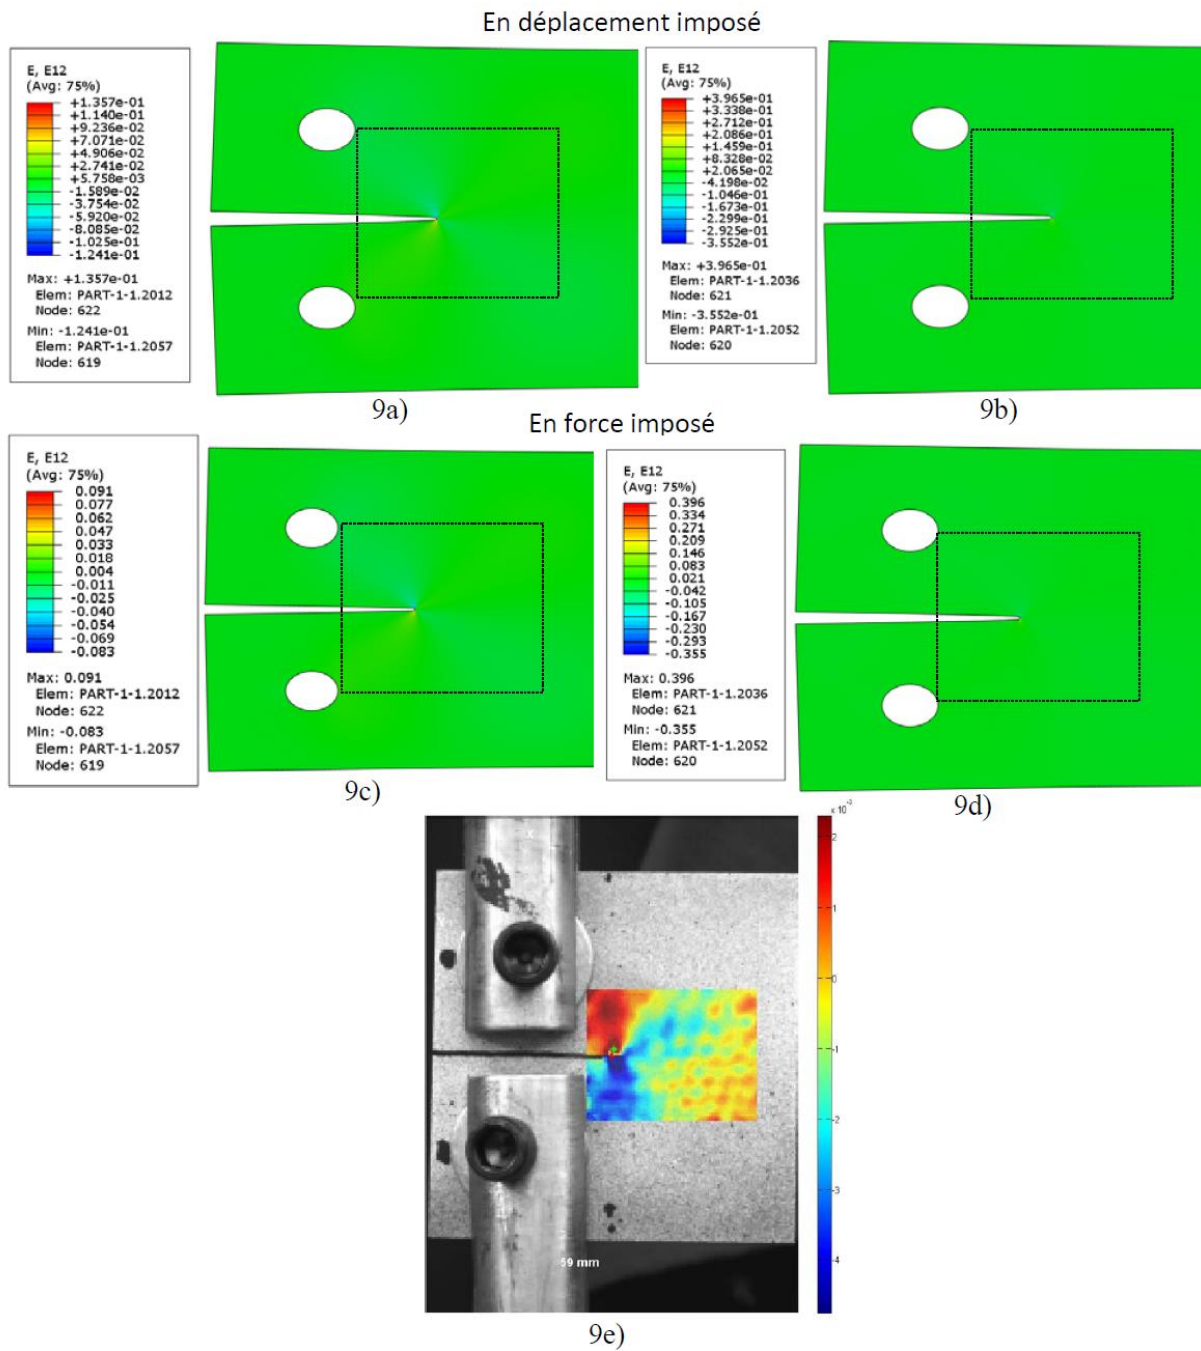 En déplacement imposé
E, E12
(Avg: 75%)
+1.357e-01
+1.140e-01
+9.236e-02
+7.071e-02
+4.906e-02
+2.741e-02
+5.758e-03
-1.589e-02
-3.754e-02
-5.920e-02
-8.085e-02
-1.025e-01
-1.241e-01
Max: +1.357e-01
Elem: PART-1-1.2012
Node: 622
Min: -1.241e-01
Elem: PART-1-1.2057
Node: 619
9a)
E, E12
(Avg: 75%)
+3.965e-01
+3.338e-01
+2.712e-01
+2.086e-01
+1.459e-01
+8.328e-02
+2.065e-02
-4.198e-02
-1.046e-01
-1.673e-01
-2.299e-01
-2.925e-01
-3.552e-01
Max: +3.965e-01
Elem: PART-1-1.2036
Node: 621
Min: -3.552e-01
Elem: PART-1-1.2052
Node: 620
9b)
En force imposé
E, E12
(Avg: 75%)
0.091
0.077
0.062
0.047
0.033
0.018
0.004
-0.011
-0.025
-0.040
-0.054
-0.069
-0.083
Max: 0.091
Elem: PART-1-1.2012
Node: 622
Min: -0.083
Elem: PART-1-1.2057
Node: 619
9c)
E, E12
(Avg: 75%)
0.396
0.334
0.271
0.209
0.146
0.083
0.021
-0.042
-0.105
-0.167
-0.230
-0.293
-0.355
Max: 0.396
Elem: PART-1-1.2036
Node: 621
Min: -0.355
Elem: PART-1-1.2052
Node: 620
9d)
2
1
0
-1
-2
-3
-4
59 mm
9e)